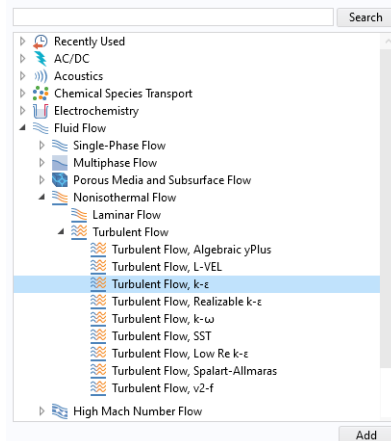 Search
Recently Used
AC/DC
Acoustics
Chemical Species Transport
Electrochemistry
Fluid Flow
Single-Phase Flow
Multiphase Flow
Porous Media and Subsurface Flow
Nonisothermal Flow
Laminar Flow
Turbulent Flow
Turbulent Flow, Algebraic yPlus
Turbulent Flow, L-VEL
Turbulent Flow, k-ε
Turbulent Flow, Realizable k-ε
Turbulent Flow, k-ω
Turbulent Flow, SST
Turbulent Flow, Low Re k-ε
Turbulent Flow, Spalart-Allmaras
Turbulent Flow, v2-f
High Mach Number Flow
Add